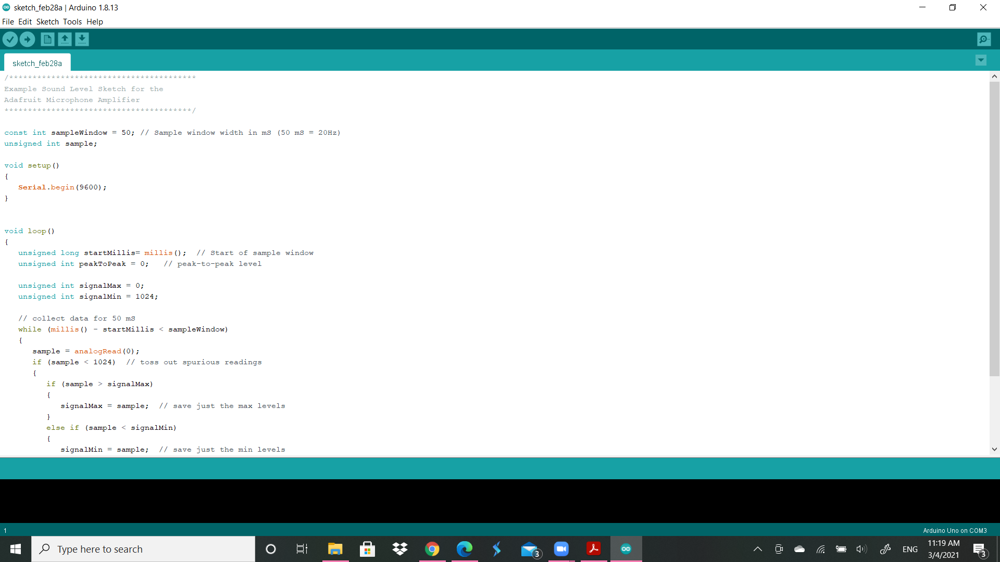 sketch_feb28a | Arduino 1.8.13
File Edit Sketch Tools Help
sketch_feb28a
/****************************************
Example Sound Level Sketch for the
Adafruit Microphone Amplifier
****************************************/
const int sampleWindow = 50; // Sample window width in mS (50 mS = 20Hz)
unsigned int sample;
void setup()
{
Serial.begin(9600);
}
void loop()
{
unsigned long startMillis= millis(); // Start of sample window
unsigned int peakToPeak = 0; // peak-to-peak level
unsigned int signalMax = 0;
unsigned int signalMin = 1024;
// collect data for 50 mS
while (millis() - startMillis < sampleWindow)
{
sample = analogRead(0);
if (sample < 1024) // toss out spurious readings
{
if (sample > signalMax)
{
signalMax = sample; // save just the max levels
}
else if (sample < signalMin)
{
signalMin = sample; // save just the min levels
1
Arduino Uno on COM3
Type here to search
3
ENG
11:19 AM
3/4/2021
3